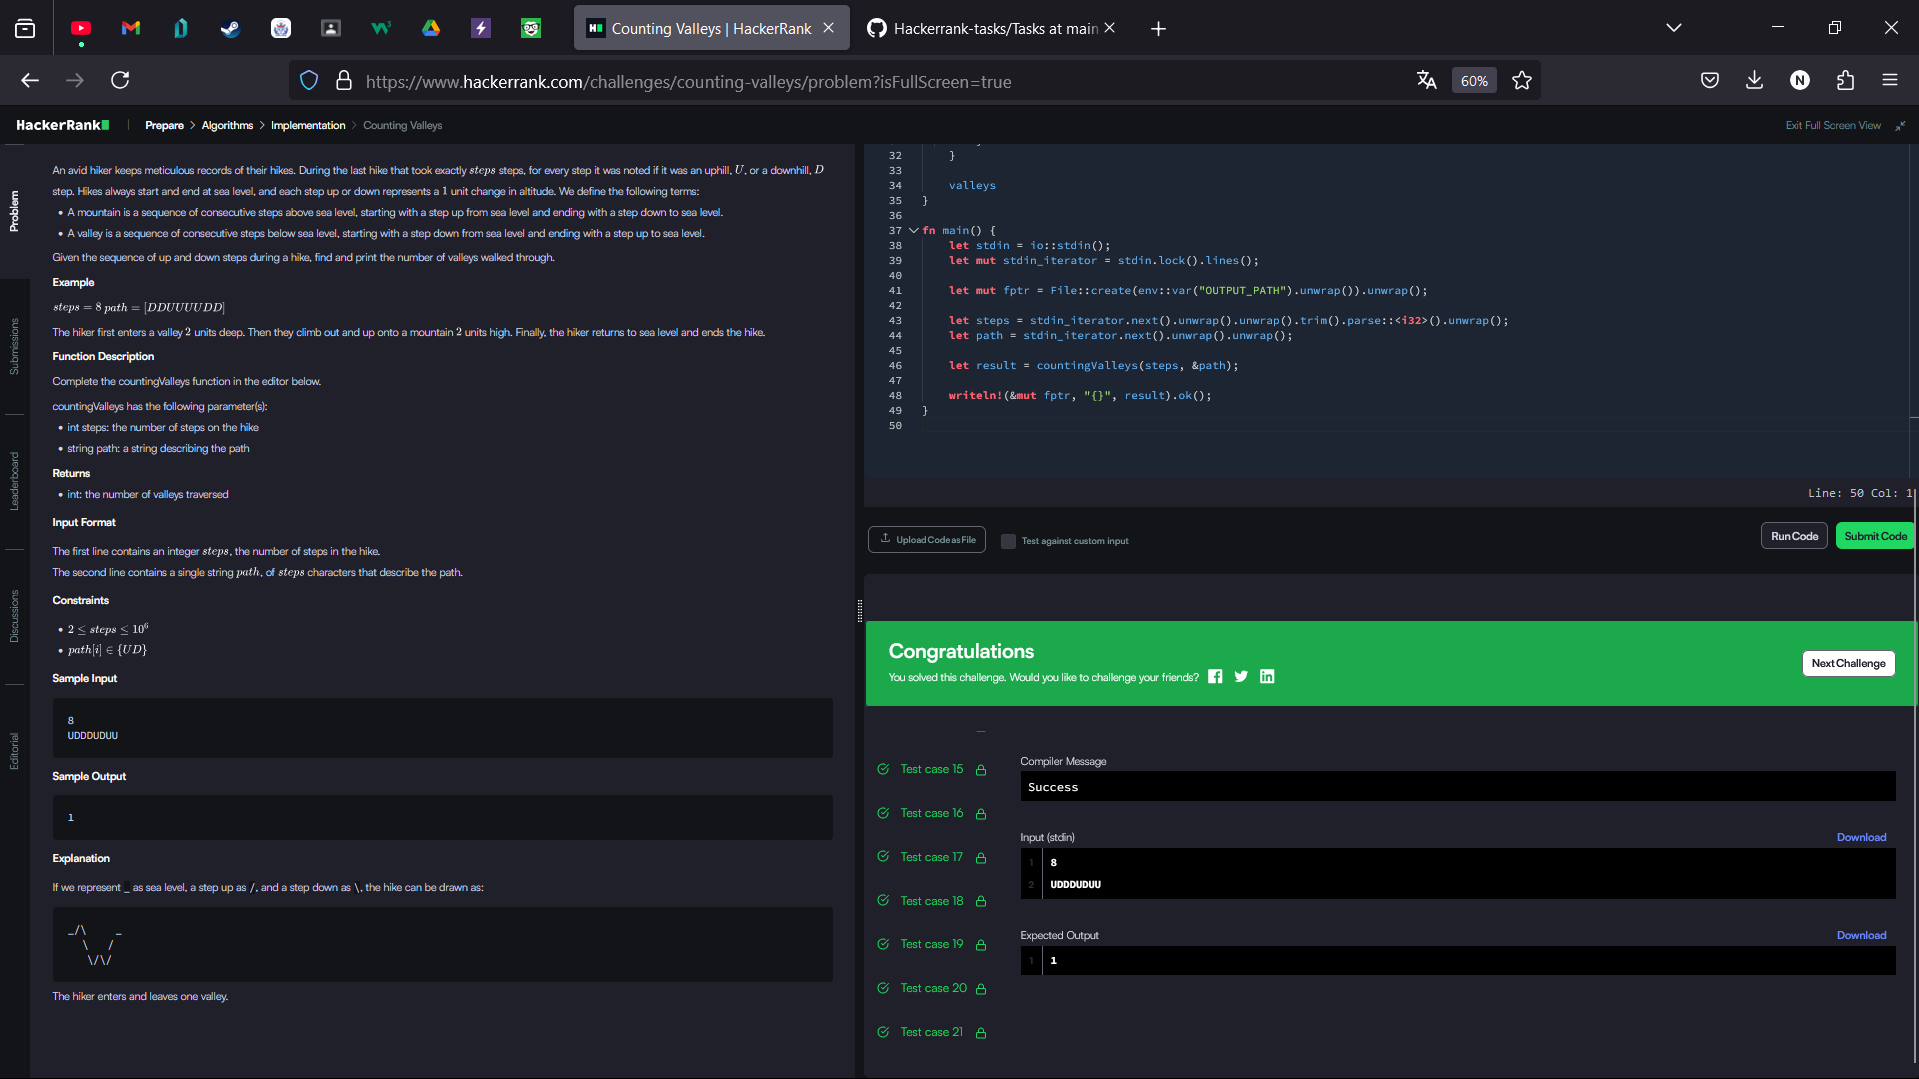 Counting Valleys | HackerRank
Hackerrank-tasks/Tasks at main
https://www.hackerrank.com/challenges/counting-valleys/problem?isFullScreen=true
60%
N
HackerRank
Prepare > Algorithms > Implementation > Counting Valleys
Exit Full Screen View
Problem
Submissions
Leaderboard
Discussions
Editorial
An avid hiker keeps meticulous records of their hikes. During the last hike that took exactly steps steps, for every step it was noted if it was an uphill, U, or a downhill, D
step. Hikes always start and end at sea level, and each step up or down represents a 1 unit change in altitude. We define the following terms:
• A mountain is a sequence of consecutive steps above sea level, starting with a step up from sea level and ending with a step down to sea level.
• A valley is a sequence of consecutive steps below sea level, starting with a step down from sea level and ending with a step up to sea level.
Given the sequence of up and down steps during a hike, find and print the number of valleys walked through.
Example
steps = 8 path = [DDUUUUDD]
The hiker first enters a valley 2 units deep. Then they climb out and up onto a mountain 2 units high. Finally, the hiker returns to sea level and ends the hike.
Function Description
Complete the countingValleys function in the editor below.
countingValleys has the following parameter(s):
• int steps: the number of steps on the hike
• string path: a string describing the path
Returns
• int: the number of valleys traversed
Input Format
The first line contains an integer steps, the number of steps in the hike.
The second line contains a single string path, of steps characters that describe the path.
Constraints
• 2 ≤ steps ≤ 10⁶
• path[i] ∈ {UD}
Sample Input
8
UDDDUDUU
Sample Output
1
Explanation
If we represent _ as sea level, a step up as /, and a step down as \, the hike can be drawn as:
_/\      _
   \    /
    \/\/
The hiker enters and leaves one valley.
32     }
33
34     valleys
35 }
36
37 fn main() {
38     let stdin = io::stdin();
39     let mut stdin_iterator = stdin.lock().lines();
40
41     let mut fptr = File::create(env::var("OUTPUT_PATH").unwrap()).unwrap();
42
43     let steps = stdin_iterator.next().unwrap().unwrap().trim().parse::<i32>().unwrap();
44     let path = stdin_iterator.next().unwrap().unwrap();
45
46     let result = countingValleys(steps, &path);
47
48     writeln!(&mut fptr, "{}", result).ok();
49 }
50
Line: 50 Col: 1
Upload Code as File
Test against custom input
Run Code
Submit Code
Congratulations
You solved this challenge. Would you like to challenge your friends?
Next Challenge
Test case 15
Test case 16
Test case 17
Test case 18
Test case 19
Test case 20
Test case 21
Compiler Message
Success
Input (stdin)
Download
1 8
2 UDDDUDUU
Expected Output
Download
1 1